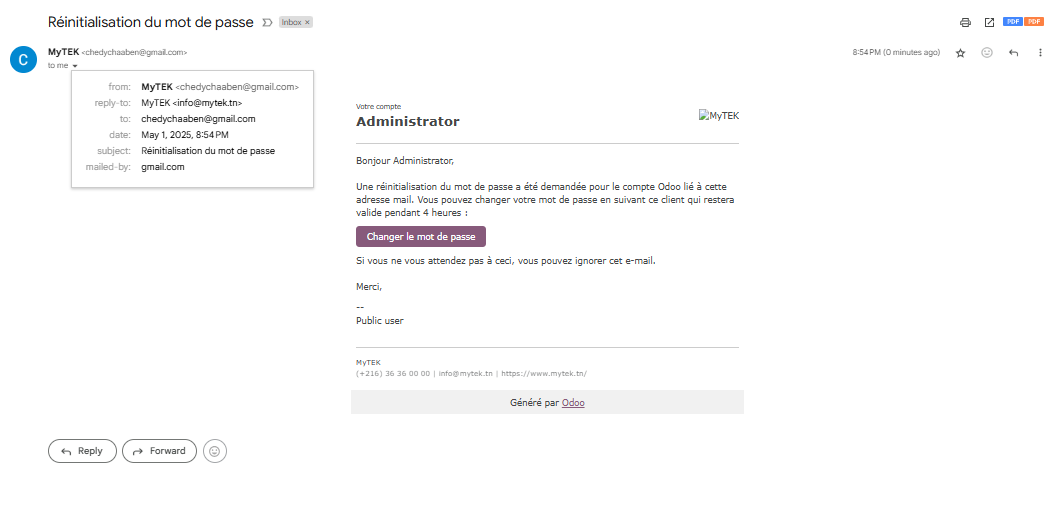 Réinitialisation du mot de passe
Inbox ×
PDF PDF
C
MyTEK <chedychaaben@gmail.com>
8:54 PM (0 minutes ago)
to me
from: MyTEK <chedychaaben@gmail.com>
reply-to: MyTEK <info@mytek.tn>
to: chedychaaben@gmail.com
date: May 1, 2025, 8:54 PM
subject: Réinitialisation du mot de passe
mailed-by: gmail.com
Votre compte
Administrator
MyTEK
Bonjour Administrator,
Une réinitialisation du mot de passe a été demandée pour le compte Odoo lié à cette
adresse mail. Vous pouvez changer votre mot de passe en suivant ce client qui restera
valide pendant 4 heures :
Changer le mot de passe
Si vous ne vous attendez pas à ceci, vous pouvez ignorer cet e-mail.
Merci,
--
Public user
MyTEK
(+216) 36 36 00 00 | info@mytek.tn | https://www.mytek.tn/
Généré par Odoo
Reply
Forward